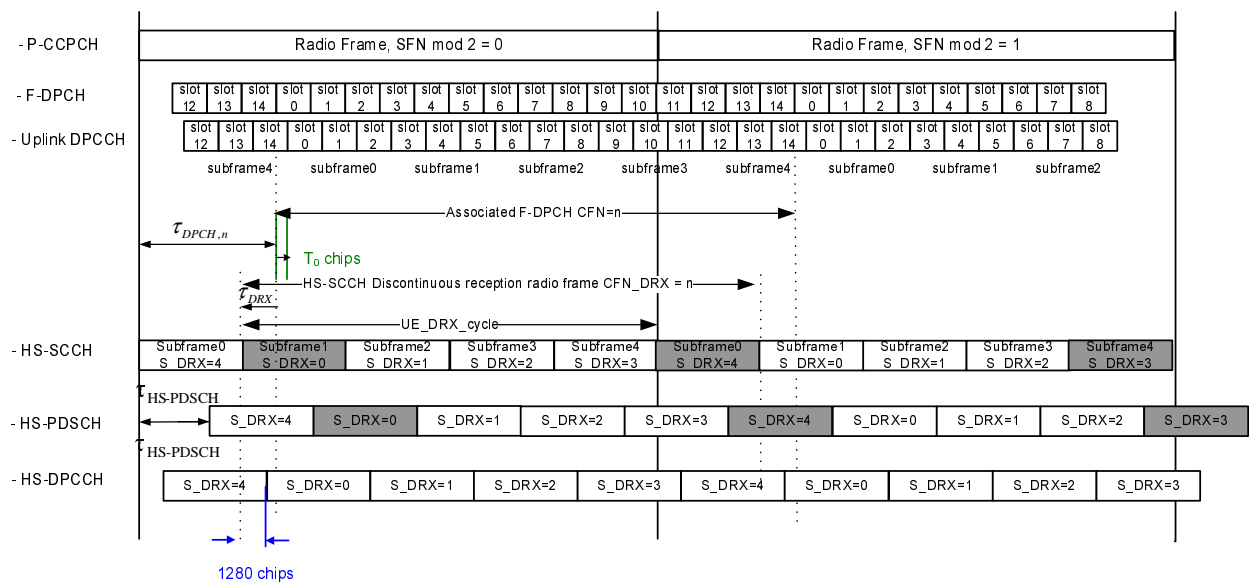 - P-CCPCH
Radio Frame, SFN mod 2 = 0
Radio Frame, SFN mod 2 = 1
- F-DPCH
slot slot slot slot slot slot slot slot slot slot slot slot slot slot slot slot slot slot slot slot slot slot slot slot slot slot slot
12 13 14 0 1 2 3 4 5 6 7 8 9 10 11 12 13 14 0 1 2 3 4 5 6 7 8
- Uplink DPCCH
slot slot slot slot slot slot slot slot slot slot slot slot slot slot slot slot slot slot slot slot slot slot slot slot slot slot slot
12 13 14 0 1 2 3 4 5 6 7 8 9 10 11 12 13 14 0 1 2 3 4 5 6 7 8
subframe4 subframe0 subframe1 subframe2 subframe3 subframe4 subframe0 subframe1 subframe2
Associated F-DPCH CFN=n
τDPCH,n
T0 chips
HS-SCCH Discontinuous reception radio frame CFN_DRX = n
τDRX
UE_DRX_cycle
- HS-SCCH
Subframe0 Subframe1 Subframe2 Subframe3 Subframe4 Subframe0 Subframe1 Subframe2 Subframe3 Subframe4
S_DRX=4 S_DRX=0 S_DRX=1 S_DRX=2 S_DRX=3 S_DRX=4 S_DRX=0 S_DRX=1 S_DRX=2 S_DRX=3
τHS-PDSCH
- HS-PDSCH
S_DRX=4 S_DRX=0 S_DRX=1 S_DRX=2 S_DRX=3 S_DRX=4 S_DRX=0 S_DRX=1 S_DRX=2 S_DRX=3
τHS-PDSCH
- HS-DPCCH
S_DRX=4 S_DRX=0 S_DRX=1 S_DRX=2 S_DRX=3 S_DRX=4 S_DRX=0 S_DRX=1 S_DRX=2 S_DRX=3
1280 chips